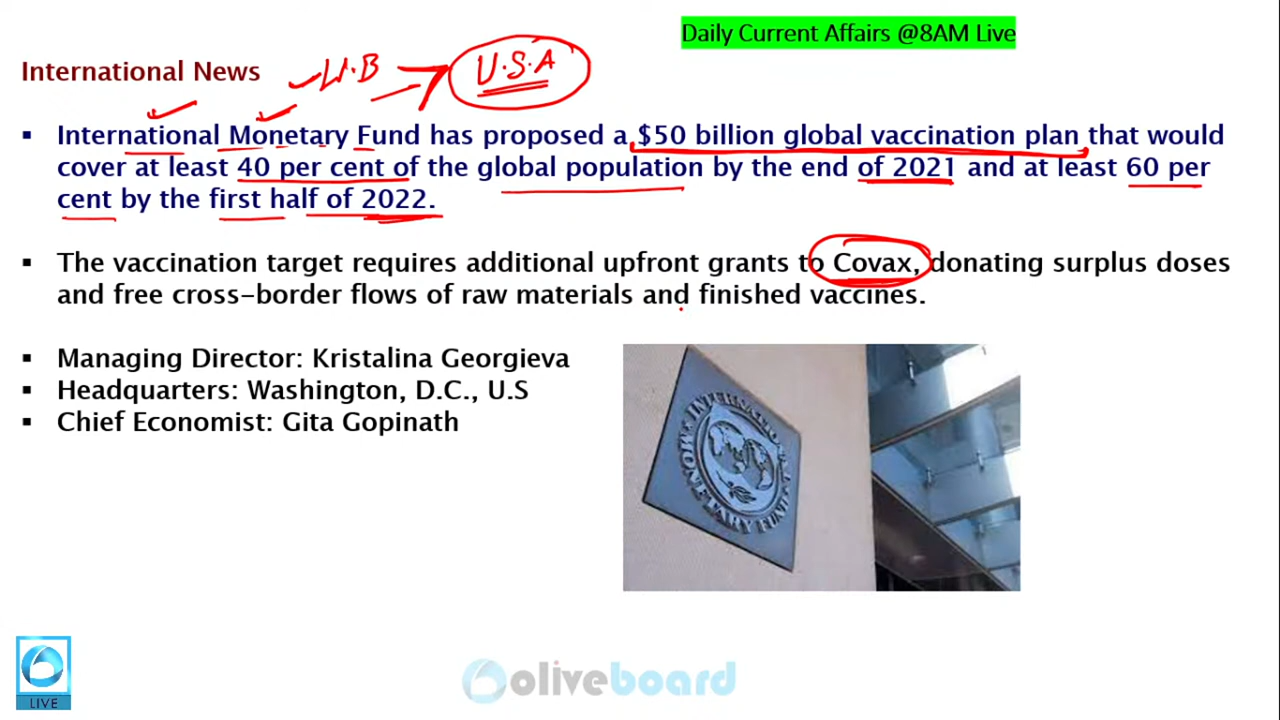 Daily Current Affairs @8AM Live
International News
W.B
U.S.A
▪ International Monetary Fund has proposed a $50 billion global vaccination plan that would
cover at least 40 per cent of the global population by the end of 2021 and at least 60 per
cent by the first half of 2022.
▪ The vaccination target requires additional upfront grants to Covax, donating surplus doses
and free cross-border flows of raw materials and finished vaccines.
▪ Managing Director: Kristalina Georgieva
▪ Headquarters: Washington, D.C., U.S
▪ Chief Economist: Gita Gopinath
INTERNATIONAL MONETARY FUND
LIVE
oliveboard